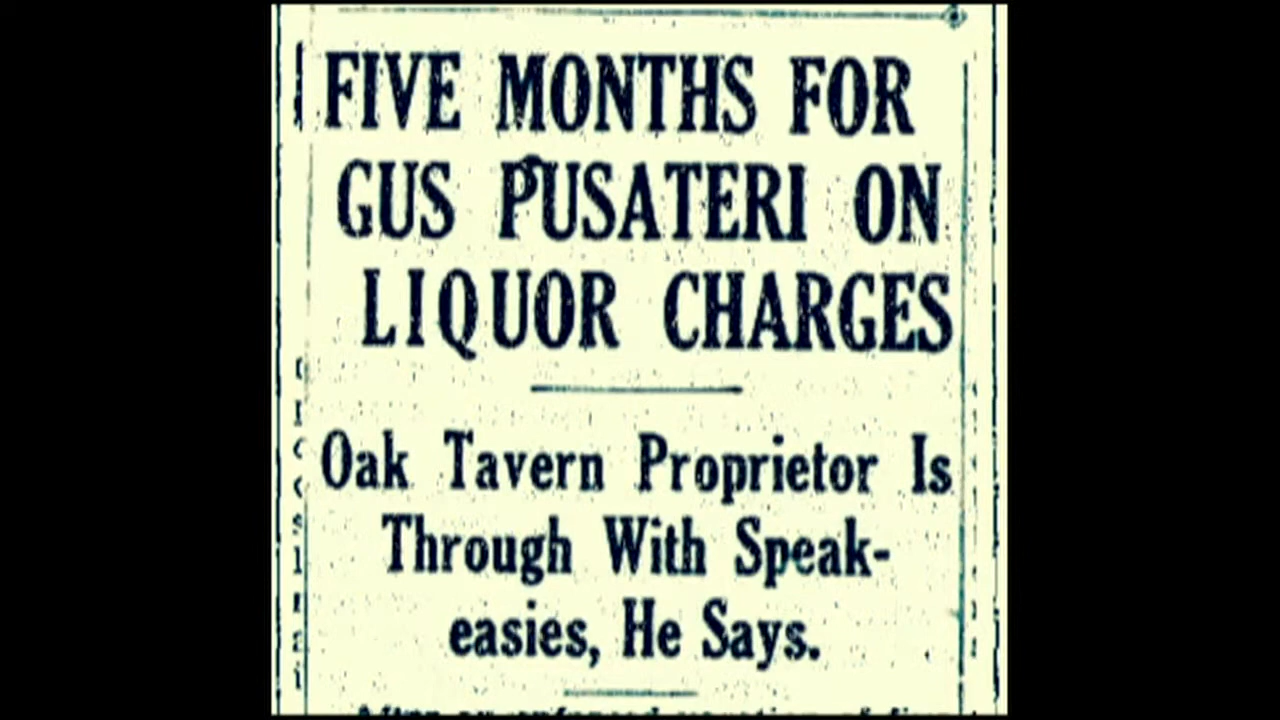 FIVE MONTHS FOR
GUS PUSATERI ON
LIQUOR CHARGES
Oak Tavern Proprietor Is
Through With Speak-
easies, He Says.